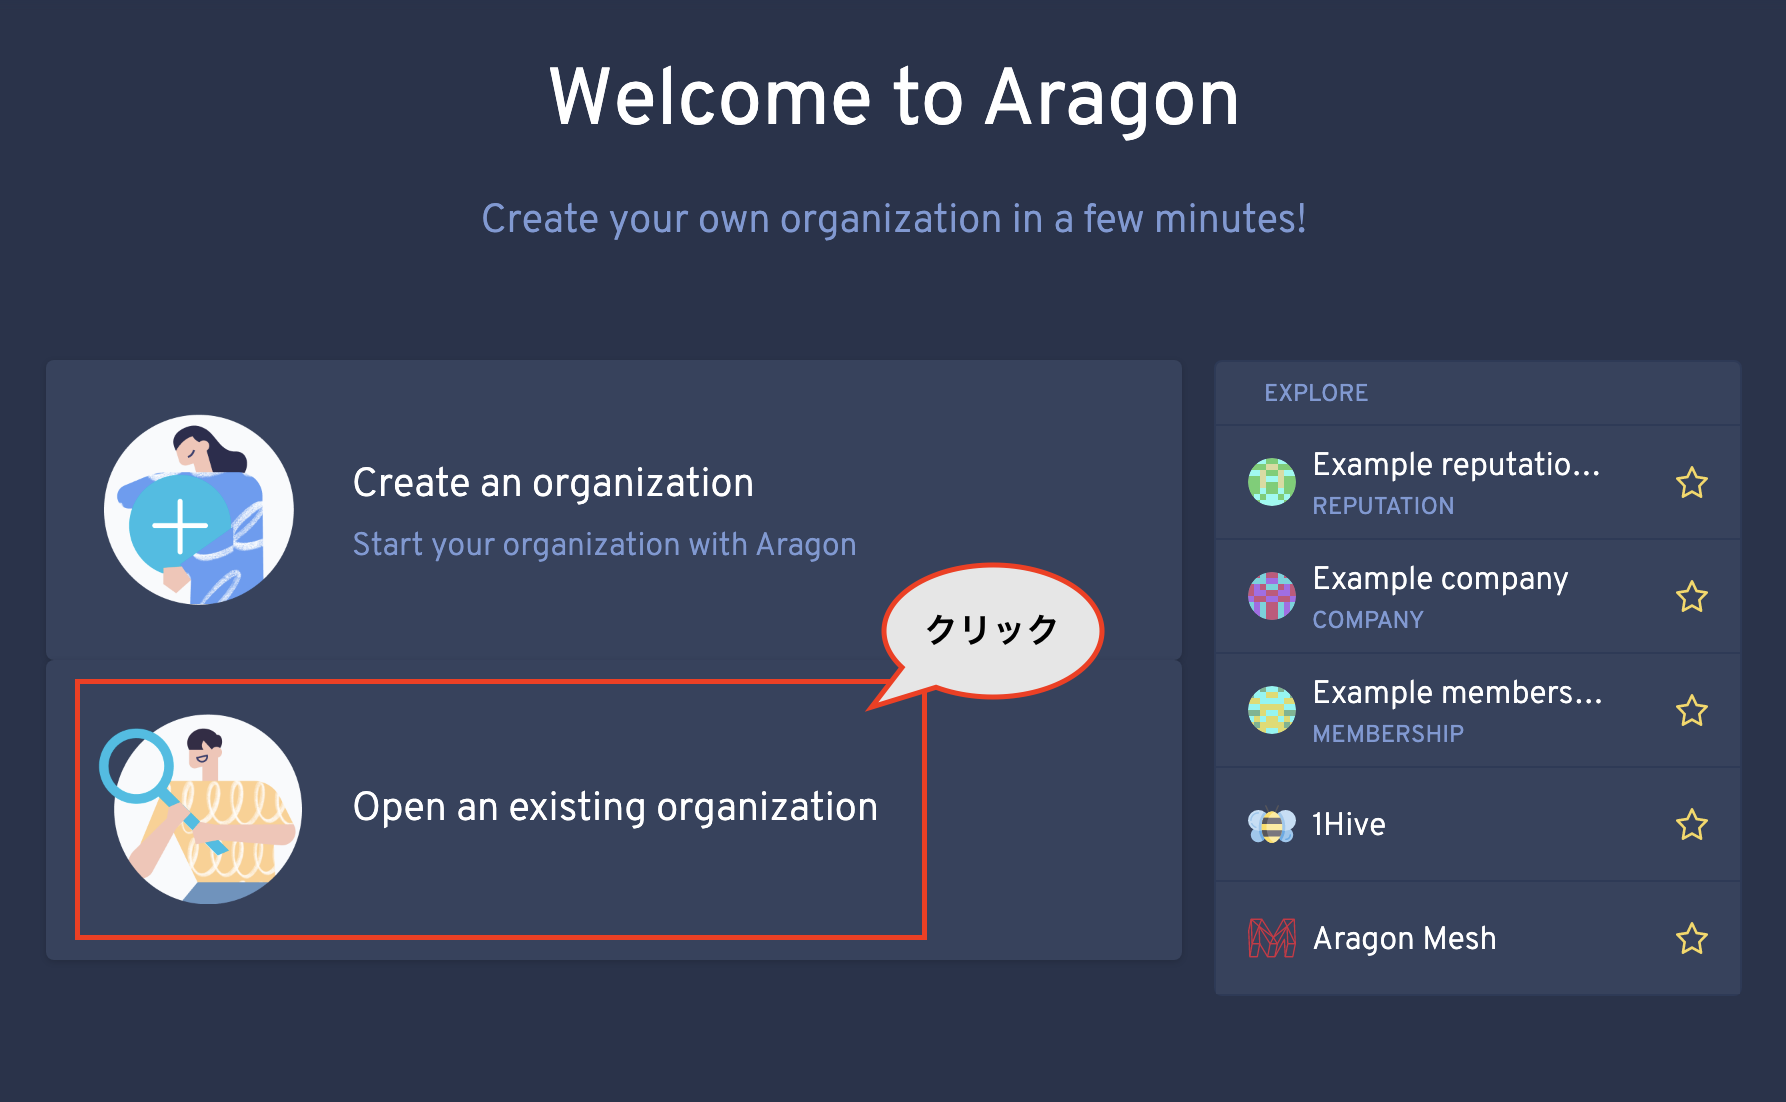 Welcome to Aragon
Create your own organization in a few minutes!
Create an organization
Start your organization with Aragon
クリック
Open an existing organization
EXPLORE
Example reputatio...
REPUTATION
Example company
COMPANY
Example members...
MEMBERSHIP
1Hive
Aragon Mesh